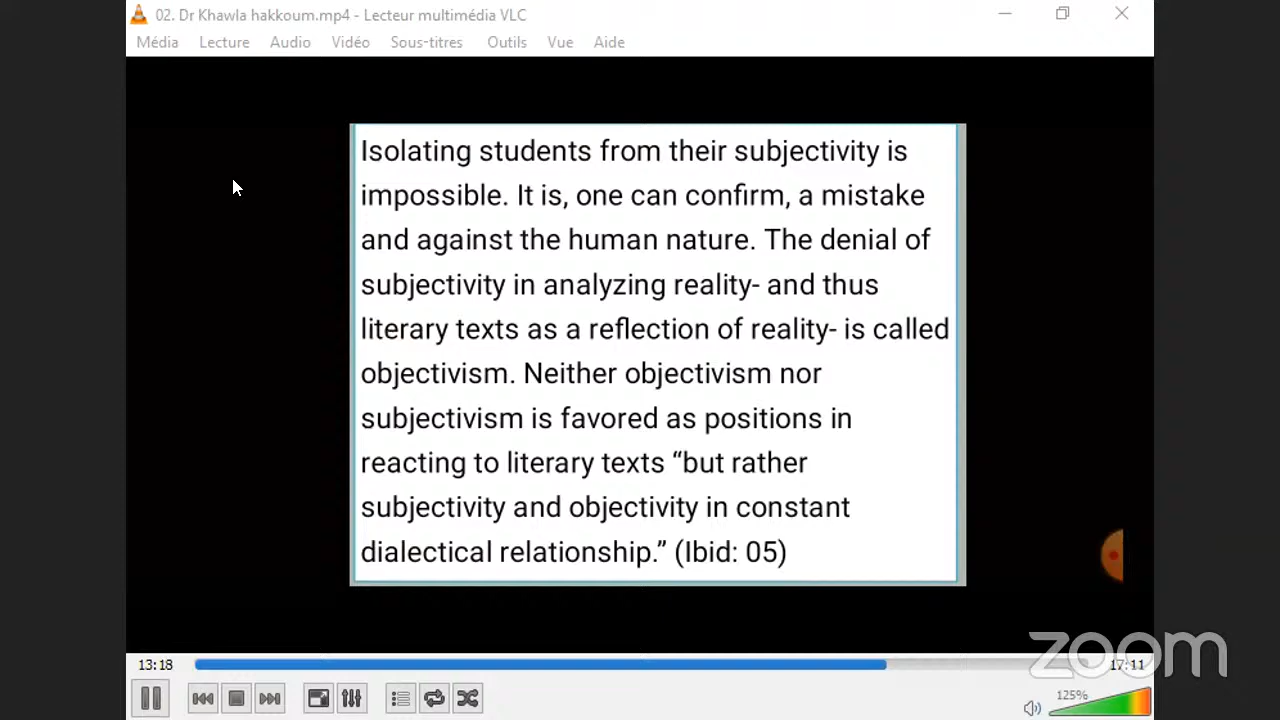 02. Dr Khawla hakkoum.mp4 - Lecteur multimédia VLC
Média Lecture Audio Vidéo Sous-titres Outils Vue Aide
Isolating students from their subjectivity is
impossible. It is, one can confirm, a mistake
and against the human nature. The denial of
subjectivity in analyzing reality- and thus
literary texts as a reflection of reality- is called
objectivism. Neither objectivism nor
subjectivism is favored as positions in
reacting to literary texts “but rather
subjectivity and objectivity in constant
dialectical relationship.” (Ibid: 05)
zoom
13:18 17:11
125%